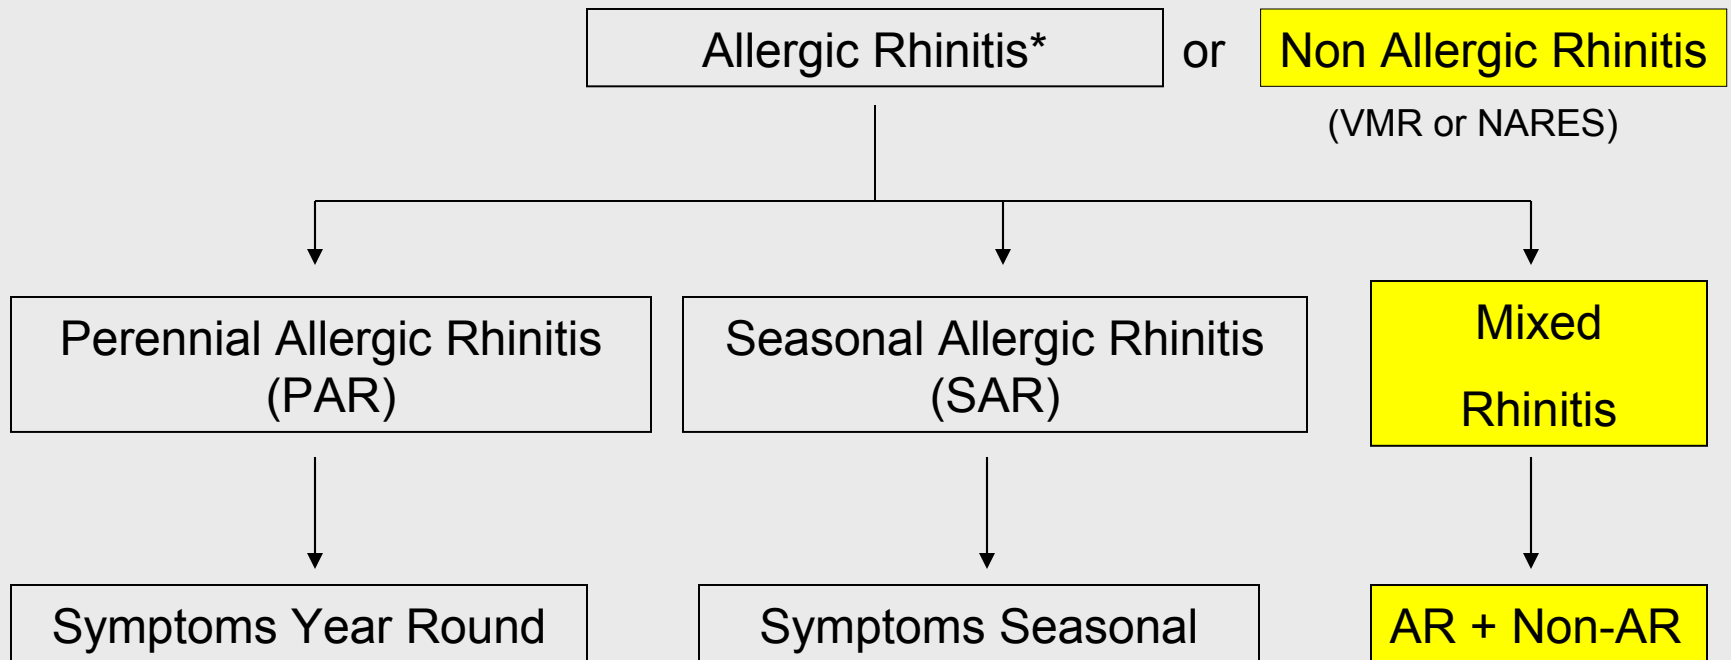 Allergic Rhinitis* or Non Allergic Rhinitis
(VMR or NARES)
Perennial Allergic Rhinitis
(PAR)
Seasonal Allergic Rhinitis
(SAR)
Mixed
Rhinitis
Symptoms Year Round
Symptoms Seasonal
AR + Non-AR